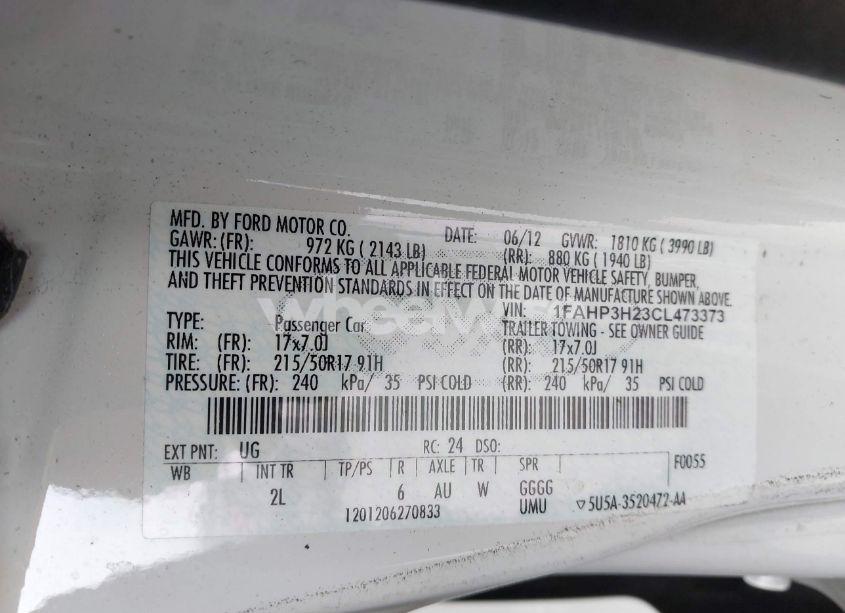 MFD. BY FORD MOTOR CO. DATE: 06/12 GVWR: 1810 KG ( 3990 LB)
GAWR: (FR): 972 KG ( 2143 LB) (RR): 880 KG ( 1940 LB)
THIS VEHICLE CONFORMS TO ALL APPLICABLE FEDERAL MOTOR VEHICLE SAFETY, BUMPER,
AND THEFT PREVENTION STANDARDS IN EFFECT ON THE DATE OF MANUFACTURE SHOWN ABOVE.
VIN: 1FAHP3H23CL473373
TYPE: Passenger Car TRAILER TOWING - SEE OWNER GUIDE
RIM: (FR): 17x7.0J (RR): 17x7.0J
TIRE: (FR): 215/50R17 91H (RR): 215/50R17 91H
PRESSURE: (FR): 240 kPa/ 35 PSI COLD (RR): 240 kPa/ 35 PSI COLD
EXT PNT: UG RC: 24 DSO: F0055
WB INT TR TP/PS R AXLE TR SPR
2L 6 AU W GGGG
1201206270833 UMU ▽5U5A-3520472-AA